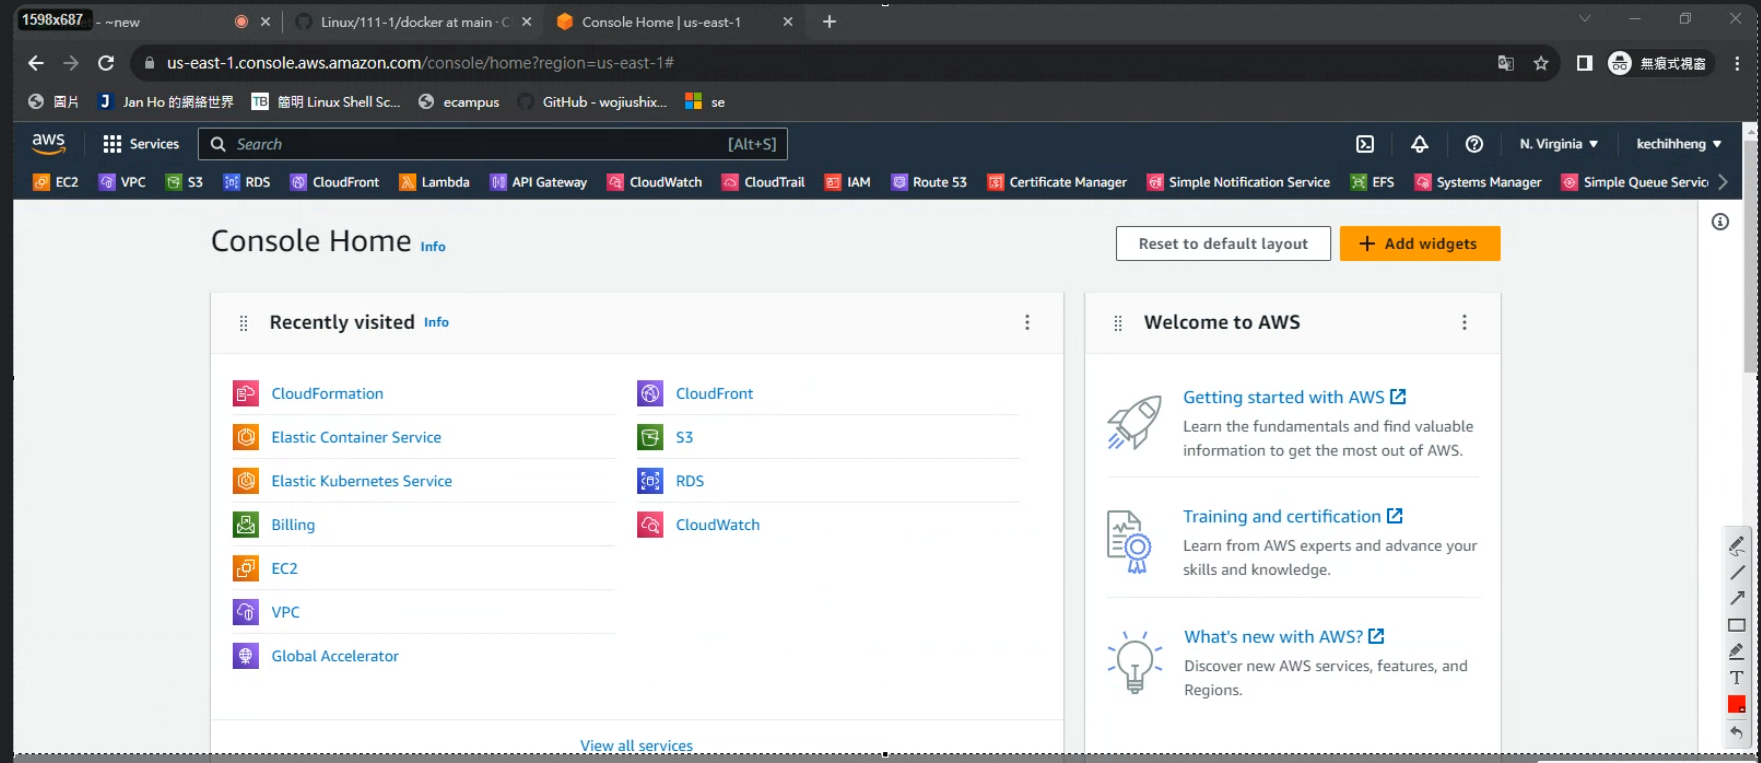 1598x687
et - ~new
Linux/111-1/docker at main · C
Console Home | us-east-1
us-east-1.console.aws.amazon.com/console/home?region=us-east-1#
無痕式視窗
圖片
Jan Ho 的網絡世界
TB
簡明 Linux Shell Sc...
ecampus
GitHub - wojiushix...
se
aws
Services
Search
[Alt+S]
N. Virginia
kechihheng
EC2
VPC
S3
RDS
CloudFront
Lambda
API Gateway
CloudWatch
CloudTrail
IAM
Route 53
Certificate Manager
Simple Notification Service
EFS
Systems Manager
Simple Queue Servic
Console Home Info
Reset to default layout
+ Add widgets
Recently visited Info
CloudFormation
Elastic Container Service
Elastic Kubernetes Service
Billing
EC2
VPC
Global Accelerator
CloudFront
S3
RDS
CloudWatch
View all services
Welcome to AWS
Getting started with AWS
Learn the fundamentals and find valuable
information to get the most out of AWS.
Training and certification
Learn from AWS experts and advance your
skills and knowledge.
What's new with AWS?
Discover new AWS services, features, and
Regions.
T